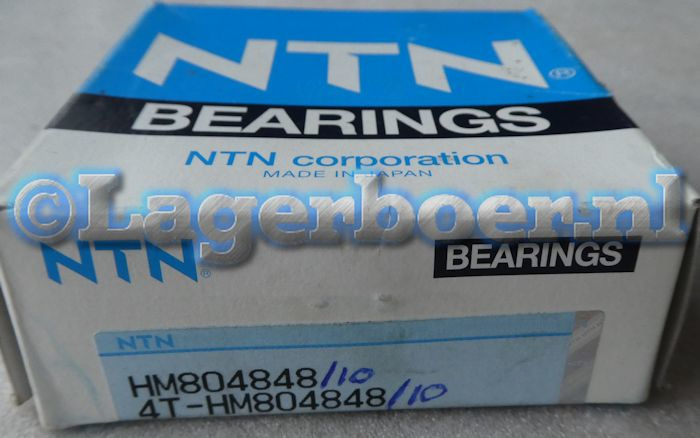 NTN®
BEARINGS
NTN corporation
MADE IN JAPAN
©Lagerboer.nl
NTN®
BEARINGS
NTN
HM804848/10
4T-HM804848/10